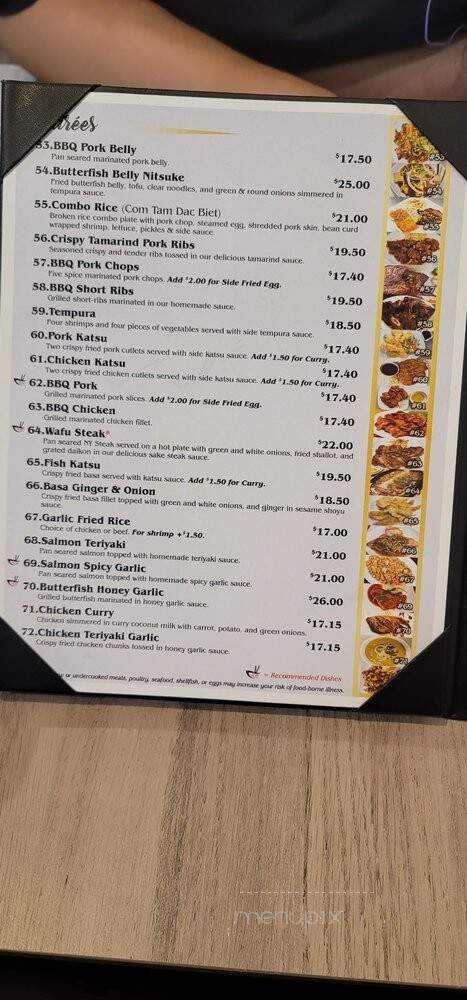 trées
53.BBQ Pork Belly $17.50
Pan seared marinated pork belly.
54.Butterfish Belly Nitsuke $25.00
Fried butterfish belly, tofu, clear noodles, and green & round onions simmered in
tempura sauce.
55.Combo Rice (Com Tam Dac Biet) $21.00
Broken rice combo plate with pork chop, steamed egg, shredded pork skin, bean curd
wrapped shrimp, lettuce, pickles & side sauce.
56.Crispy Tamarind Pork Ribs $19.50
Seasoned crispy and tender ribs tossed in our delicious tamarind sauce.
57.BBQ Pork Chops $17.40
Five spice marinated pork chops. Add $2.00 for Side Fried Egg.
58.BBQ Short Ribs $19.50
Grilled short-ribs marinated in our homemade sauce.
59.Tempura $18.50
Four shrimps and four pieces of vegetables served with side tempura sauce.
60.Pork Katsu $17.40
Two crispy fried pork cutlets served with side katsu sauce. Add $1.50 for Curry.
61.Chicken Katsu $17.40
Two crispy fried chicken cutlets served with side katsu sauce. Add $1.50 for Curry.
62.BBQ Pork $17.40
Grilled marinated pork slices. Add $2.00 for Side Fried Egg.
63.BBQ Chicken $17.40
Grilled marinated chicken fillet.
64.Wafu Steak* $22.00
Pan seared NY Steak served on a hot plate with green and white onions, fried shallot, and
grated daikon in our delicious sake steak sauce.
65.Fish Katsu $19.50
Crispy fried basa served with katsu sauce. Add $1.50 for Curry.
66.Basa Ginger & Onion $18.50
Crispy fried basa fillet topped with green and white onions, and ginger in sesame shoyu
sauce.
67.Garlic Fried Rice $17.00
Choice of chicken or beef. For shrimp +$1.50.
68.Salmon Teriyaki $21.00
Pan seared salmon topped with homemade teriyaki sauce.
69.Salmon Spicy Garlic $21.00
Pan seared salmon topped with homemade spicy garlic sauce.
70.Butterfish Honey Garlic $26.00
Grilled butterfish marinated in honey garlic sauce.
71.Chicken Curry $17.15
Chicken simmered in curry coconut milk with carrot, potato, and green onions.
72.Chicken Teriyaki Garlic $17.15
Crispy fried chicken chunks tossed in honey garlic sauce.
= Recommended Dishes
or undercooked meats, poultry, seafood, shellfish, or eggs may increase your risk of food-borne illness.
#53
#54
#55
#56
#57
#58
#59
#60
#61
#62
#63
#64
#65
#66
#67
#69
#70
#71
menupix